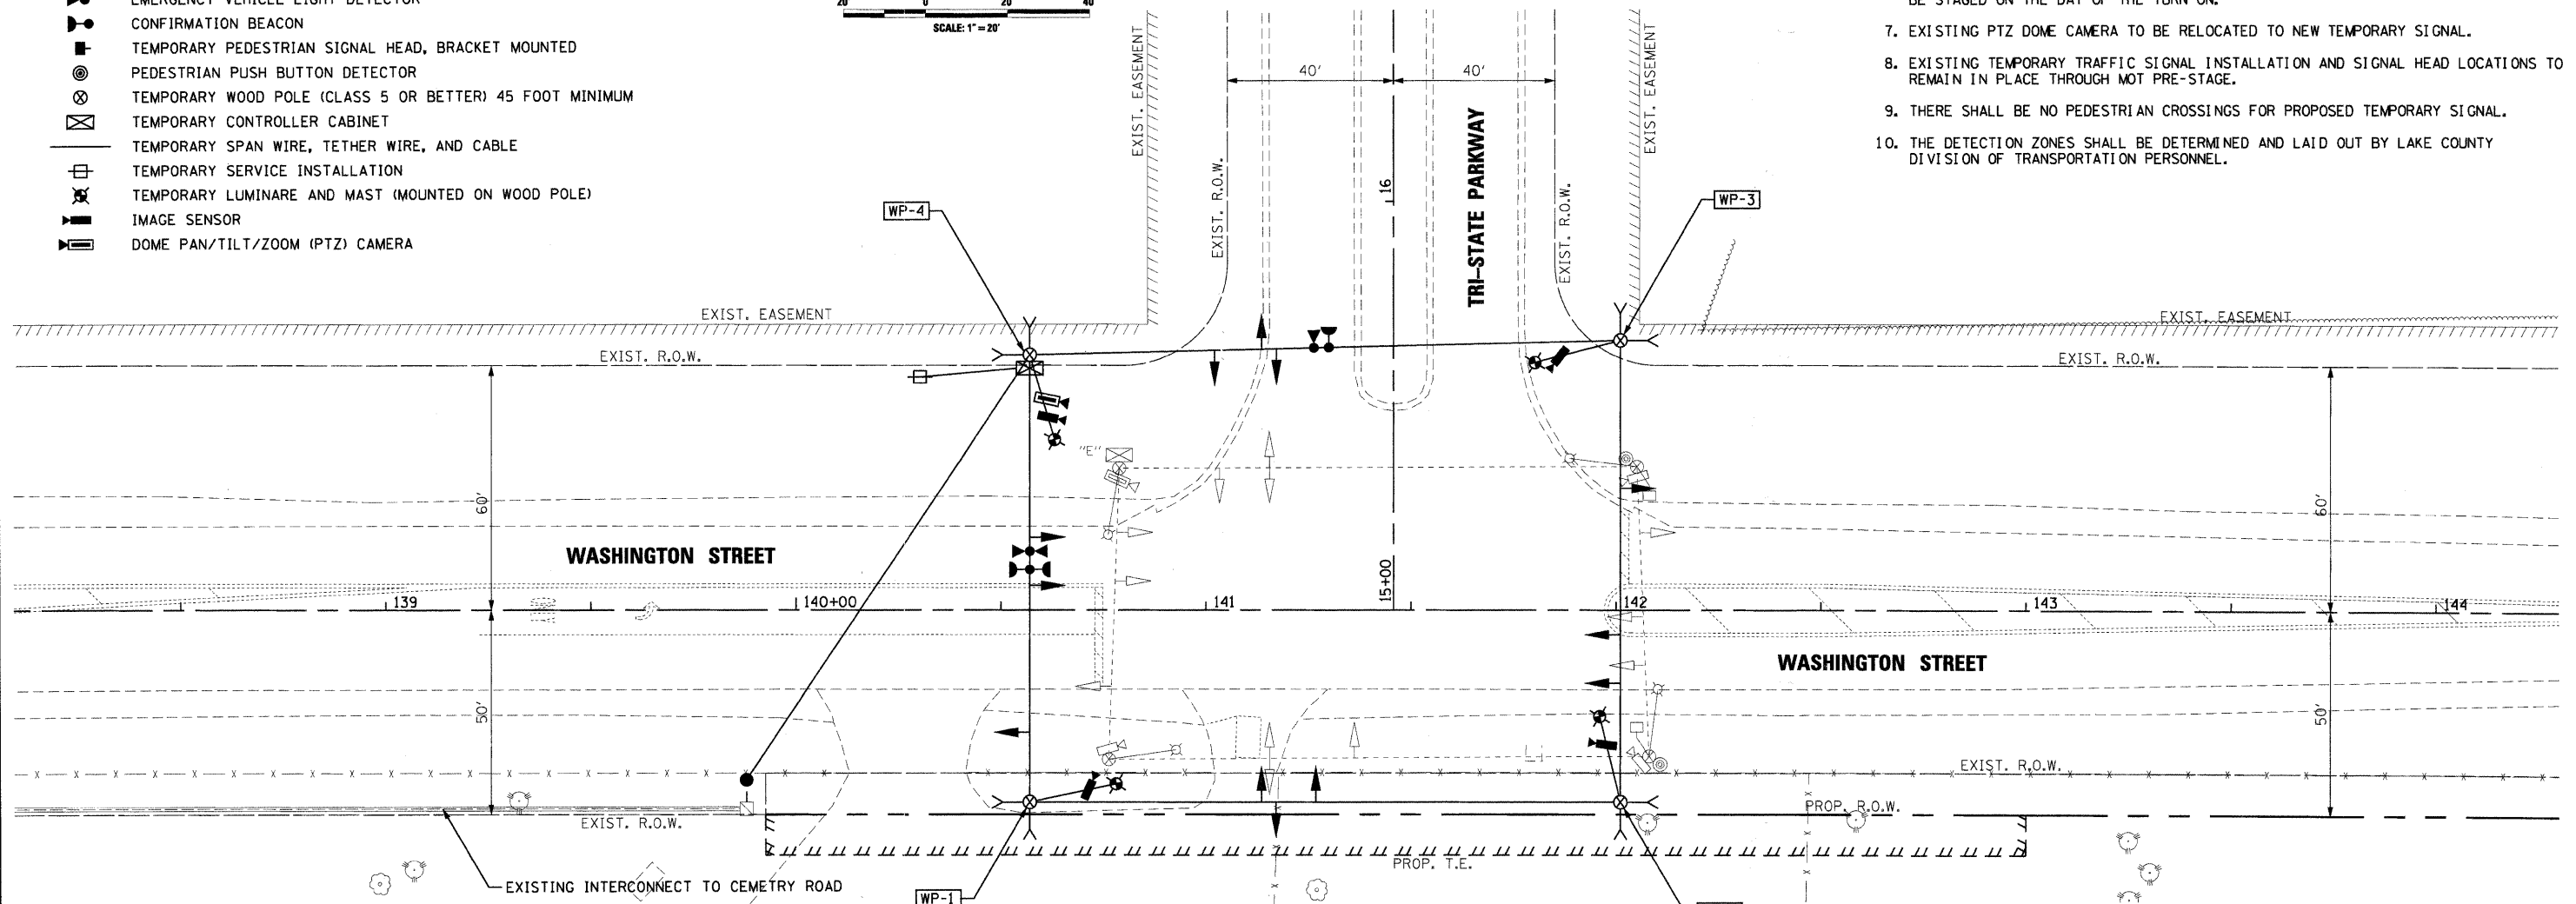 EMERGENCY VEHICLE LIGHT DETECTOR
CONFIRMATION BEACON
TEMPORARY PEDESTRIAN SIGNAL HEAD, BRACKET MOUNTED
PEDESTRIAN PUSH BUTTON DETECTOR
TEMPORARY WOOD POLE (CLASS 5 OR BETTER) 45 FOOT MINIMUM
TEMPORARY CONTROLLER CABINET
TEMPORARY SPAN WIRE, TETHER WIRE, AND CABLE
TEMPORARY SERVICE INSTALLATION
TEMPORARY LUMINARE AND MAST (MOUNTED ON WOOD POLE)
IMAGE SENSOR
DOME PAN/TILT/ZOOM (PTZ) CAMERA
20 0 20 40
SCALE: 1" = 20'
BE STAGED ON THE DAY OF THE TURN ON.
7. EXISTING PTZ DOME CAMERA TO BE RELOCATED TO NEW TEMPORARY SIGNAL.
8. EXISTING TEMPORARY TRAFFIC SIGNAL INSTALLATION AND SIGNAL HEAD LOCATIONS TO
REMAIN IN PLACE THROUGH MOT PRE-STAGE.
9. THERE SHALL BE NO PEDESTRIAN CROSSINGS FOR PROPOSED TEMPORARY SIGNAL.
10. THE DETECTION ZONES SHALL BE DETERMINED AND LAID OUT BY LAKE COUNTY
DIVISION OF TRANSPORTATION PERSONNEL.
EXIST. EASEMENT
EXIST. EASEMENT
40'
40'
TRI-STATE PARKWAY
16
EXIST. R.O.W.
EXIST. R.O.W.
WP-4
WP-3
EXIST. EASEMENT
EXIST. EASEMENT
EXIST. R.O.W.
EXIST. R.O.W.
"E"
60'
60'
WASHINGTON STREET
15+00
139
140+00
141
142
143
144
WASHINGTON STREET
50'
50'
EXIST. R.O.W.
PROP. R.O.W.
EXIST. R.O.W.
PROP. T.E.
EXISTING INTERCONNECT TO CEMETRY ROAD
WP-1